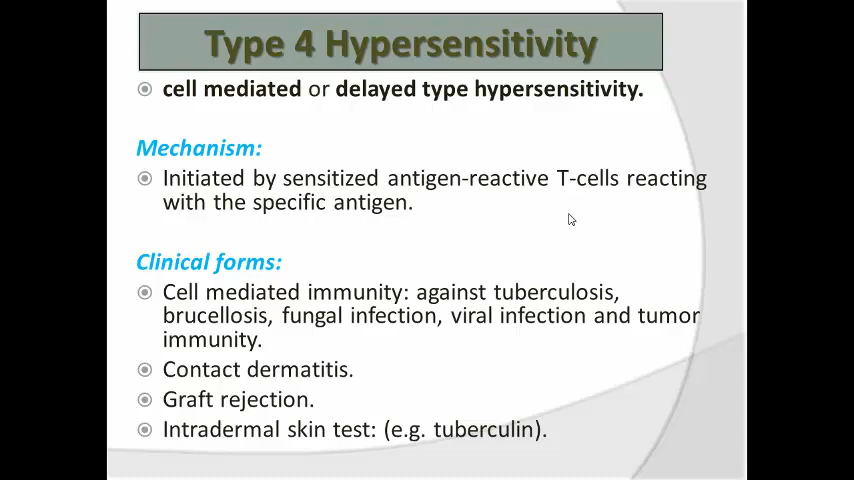 Type 4 Hypersensitivity
cell mediated or delayed type hypersensitivity.
Mechanism:
Initiated by sensitized antigen-reactive T-cells reacting
with the specific antigen.
Clinical forms:
Cell mediated immunity: against tuberculosis,
brucellosis, fungal infection, viral infection and tumor
immunity.
Contact dermatitis.
Graft rejection.
Intradermal skin test: (e.g. tuberculin).